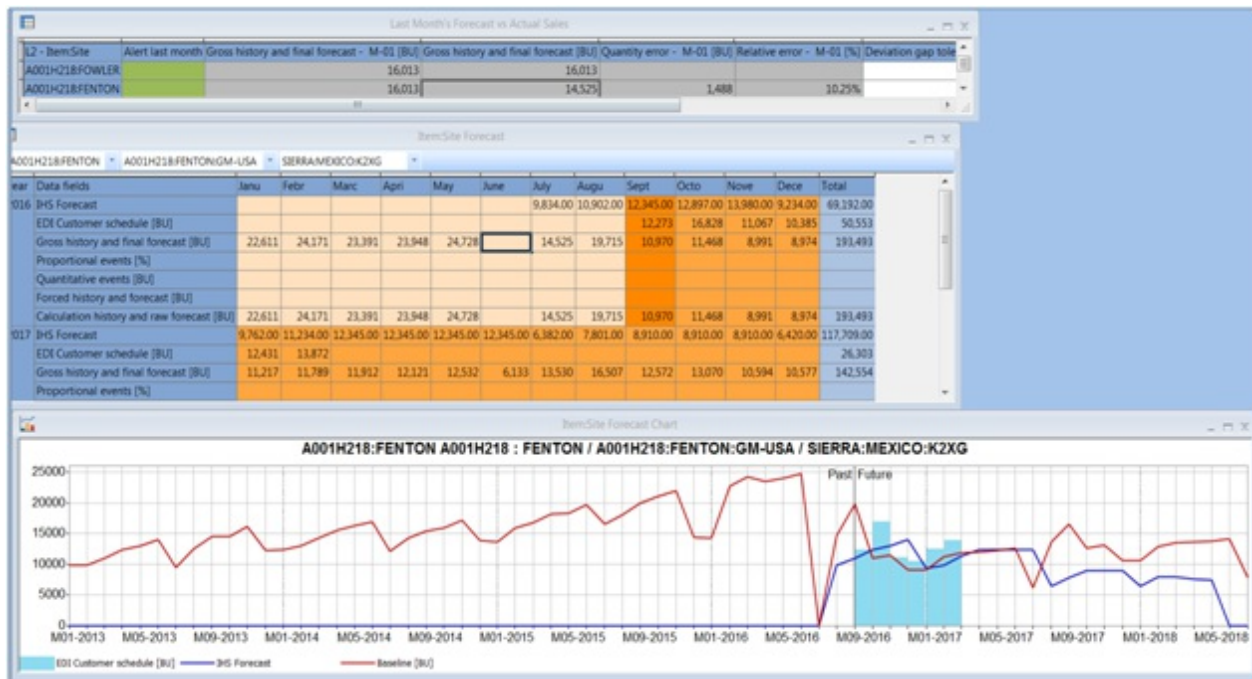 Last Month's Forecast vs Actual Sales
L2 - Item:Site Alert last month Gross history and final forecast - M-01 [BU] Gross history and final forecast [BU] Quantity error - M-01 [BU] Relative error - M-01 [%] Deviation gap tole
A001H218:FOWLER 16,013 16,013
A001H218:FENTON 16,013 14,525 1,488 10.25%
Item:Site Forecast
A001H218:FENTON A001H218:FENTON:GM-USA SIERRA:MEXICO:K2XG
ear Data fields Janu Febr Marc Apri May June July Augu Sept Octo Nove Dece Total
016 IHS Forecast 9,834.00 10,902.00 12,345.00 12,897.00 13,980.00 9,234.00 69,192.00
EDI Customer schedule [BU] 12,273 16,828 11,067 10,385 50,553
Gross history and final forecast [BU] 22,611 24,171 23,391 23,948 24,728 14,525 19,715 10,970 11,468 8,991 8,974 193,493
Proportional events [%]
Quantitative events [BU]
Forced history and forecast [BU]
Calculation history and raw forecast [BU] 22,611 24,171 23,391 23,948 24,728 14,525 19,715 10,970 11,468 8,991 8,974 193,493
017 IHS Forecast 9,762.00 11,234.00 12,345.00 12,345.00 12,345.00 12,345.00 6,382.00 7,801.00 8,910.00 8,910.00 8,910.00 6,420.00 117,709.00
EDI Customer schedule [BU] 12,431 13,872 26,303
Gross history and final forecast [BU] 11,217 11,789 11,912 12,121 12,532 6,133 13,530 16,507 12,572 13,070 10,594 10,577 142,554
Proportional events [%]
Item:Site Forecast Chart
A001H218:FENTON A001H218 : FENTON / A001H218:FENTON:GM-USA / SIERRA:MEXICO:K2XG
Past Future
25000
20000
15000
10000
5000
0
M01-2013 M05-2013 M09-2013 M01-2014 M05-2014 M09-2014 M01-2015 M05-2015 M09-2015 M01-2016 M05-2016 M09-2016 M01-2017 M05-2017 M09-2017 M01-2018 M05-2018
EDI Customer schedule [BU] IHS Forecast Baseline [BU]